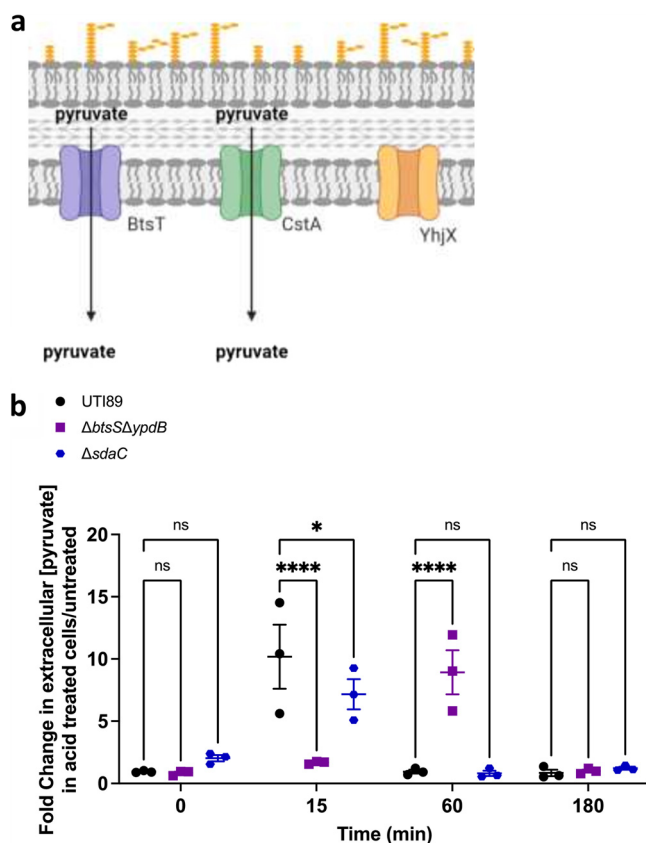 a
pyruvate pyruvate
BtsT CstA YhjX
pyruvate pyruvate
b
UTI89
ΔbtsSΔypdB
ΔsdaC
Fold Change in extracellular [pyruvate]
in acid treated cells/untreated
20
15
10
5
0
ns
ns
*
****
ns
****
ns
ns
0 15 60 180
Time (min)